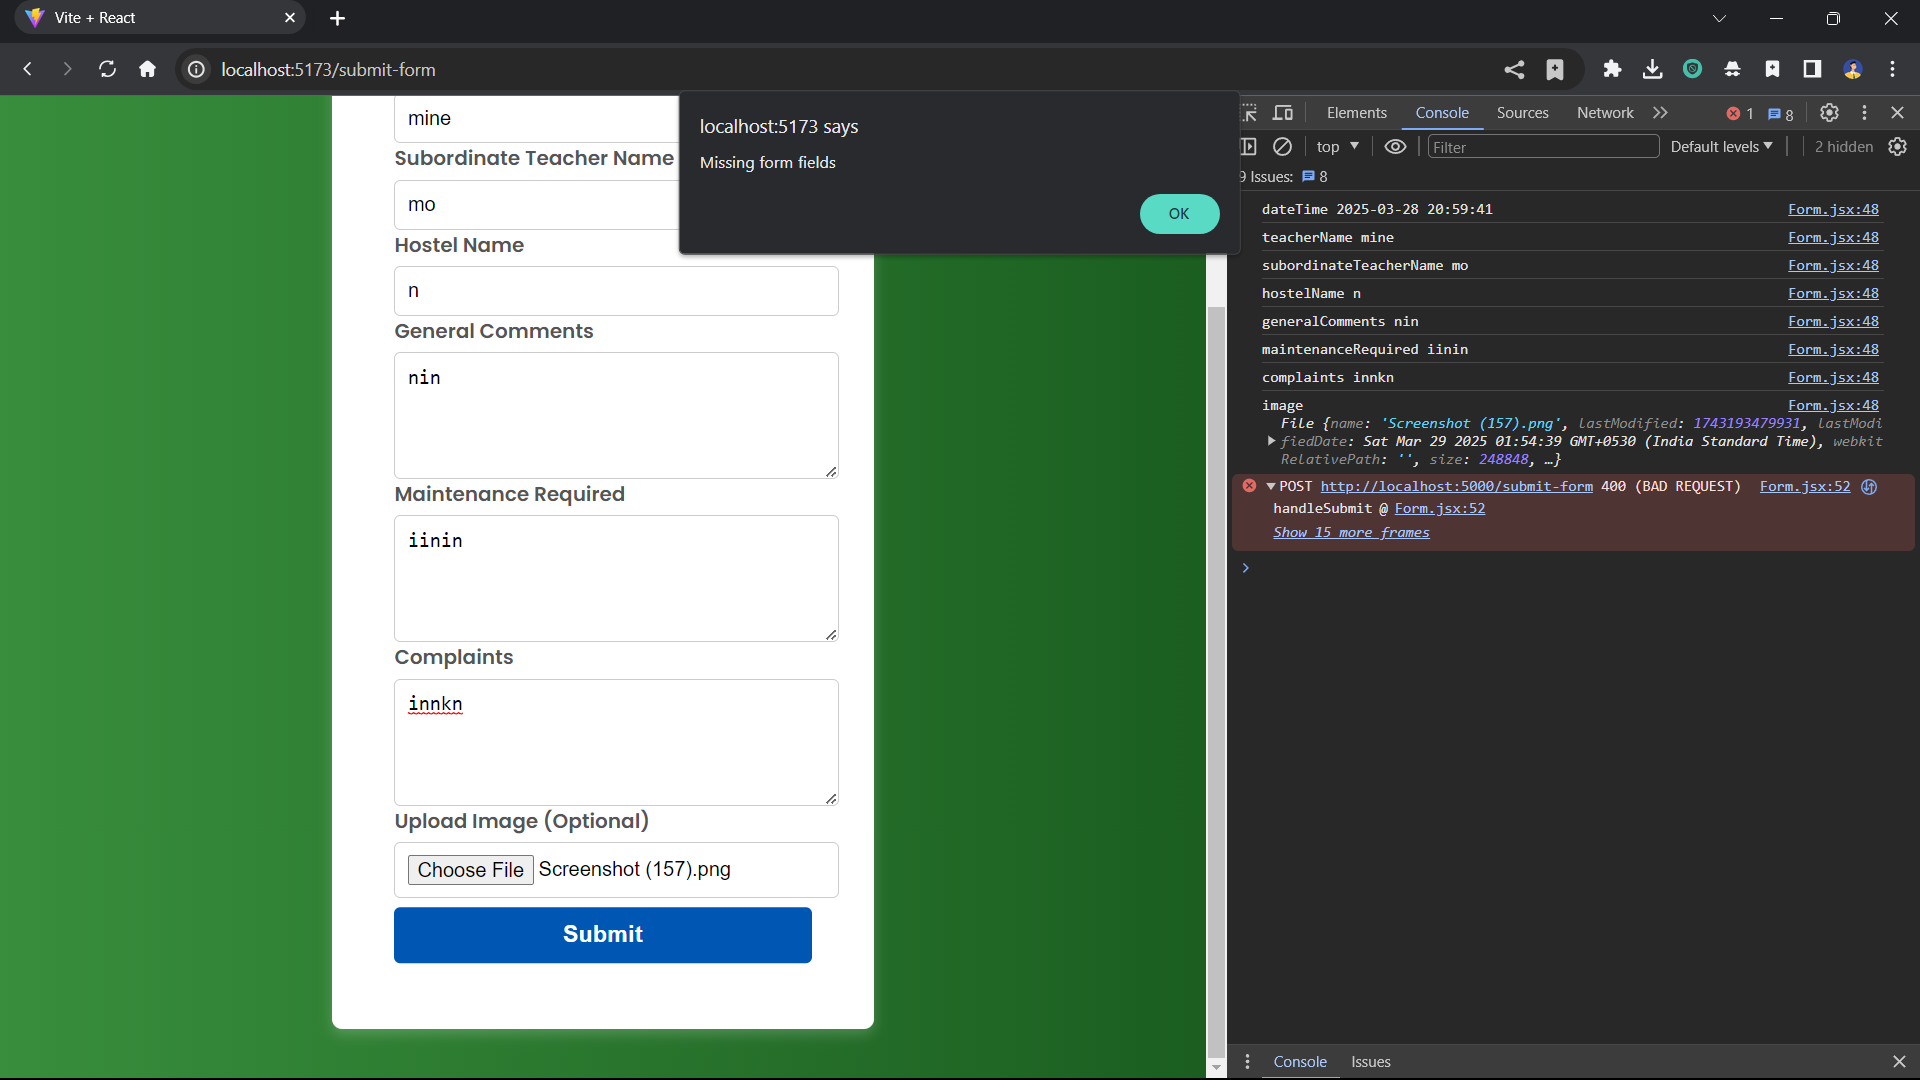 Vite + React
localhost:5173/submit-form
localhost:5173 says
Missing form fields
OK
mine
Subordinate Teacher Name
mo
Hostel Name
n
General Comments
nin
Maintenance Required
iinin
Complaints
innkn
Upload Image (Optional)
Choose File Screenshot (157).png
Submit
Elements Console Sources Network 1 8
top Filter Default levels 2 hidden
9 Issues: 8
dateTime 2025-03-28 20:59:41 Form.jsx:48
teacherName mine Form.jsx:48
subordinateTeacherName mo Form.jsx:48
hostelName n Form.jsx:48
generalComments nin Form.jsx:48
maintenanceRequired iinin Form.jsx:48
complaints innkn Form.jsx:48
image Form.jsx:48
File {name: 'Screenshot (157).png', lastModified: 1743193479931, lastModi
fiedDate: Sat Mar 29 2025 01:54:39 GMT+0530 (India Standard Time), webkit
RelativePath: '', size: 248848, …}
POST http://localhost:5000/submit-form 400 (BAD REQUEST) Form.jsx:52
handleSubmit @ Form.jsx:52
Show 15 more frames
Console Issues